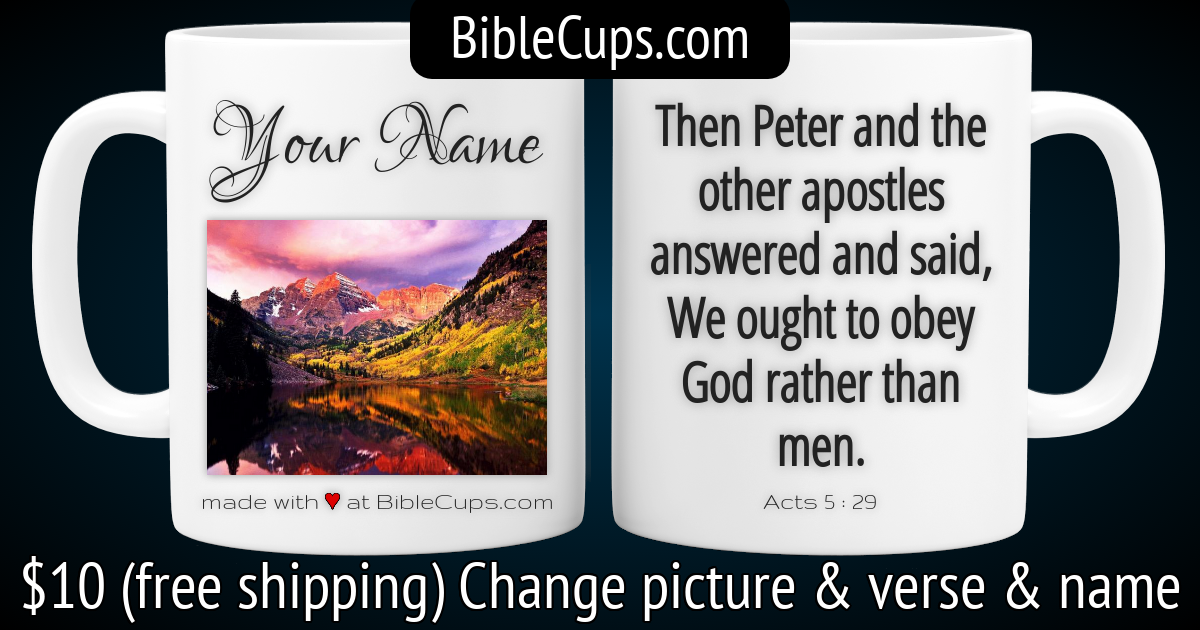 BibleCups.com
Your Name
made with ♥ at BibleCups.com
Then Peter and the
other apostles
answered and said,
We ought to obey
God rather than
men.
Acts 5 : 29
$10 (free shipping) Change picture & verse & name